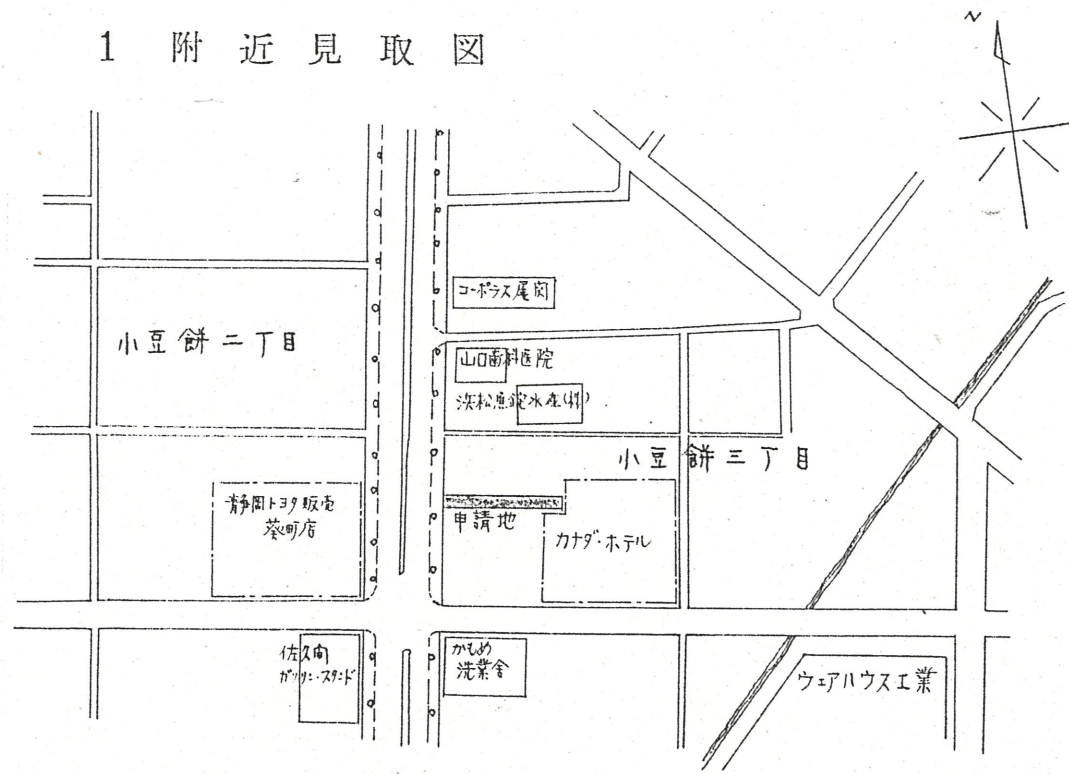 1 附近見取図
N
コーポラス尾関
小豆餅二丁目
山口歯科医院
浜松魚錠水産(株)
小豆餅三丁目
静岡トヨタ販売
葵町店
申請地
カナダ・ホテル
佐久間
ガソリン・スタンド
かもめ
洗業舎
ウェアハウス工業